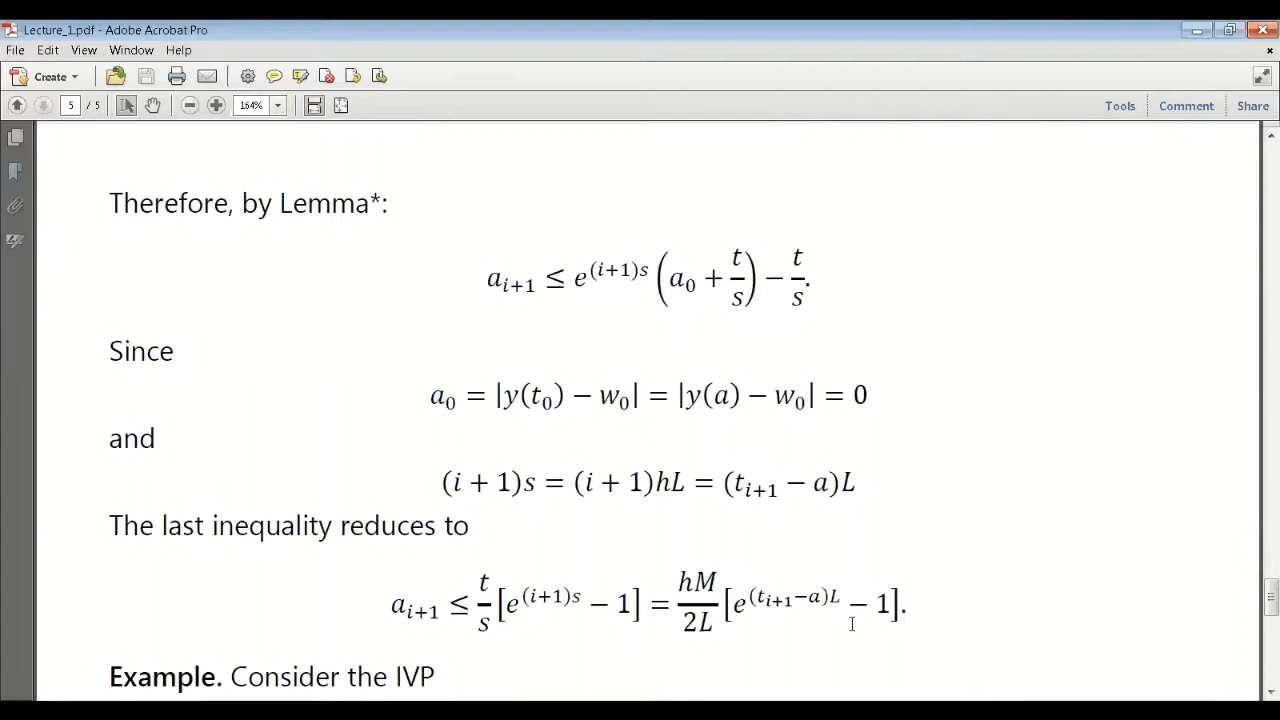 Lecture_1.pdf - Adobe Acrobat Pro
File Edit View Window Help
Create
5 / 5 164% Tools Comment Share
Therefore, by Lemma*:
a_{i+1} ≤ e^{(i+1)s} (a_0 + t/s) − t/s.
Since
a_0 = |y(t_0) − w_0| = |y(a) − w_0| = 0
and
(i + 1)s = (i + 1)hL = (t_{i+1} − a)L
The last inequality reduces to
a_{i+1} ≤ t/s [e^{(i+1)s} − 1] = hM/2L [e^{(t_{i+1}−a)L} − 1].
Example. Consider the IVP